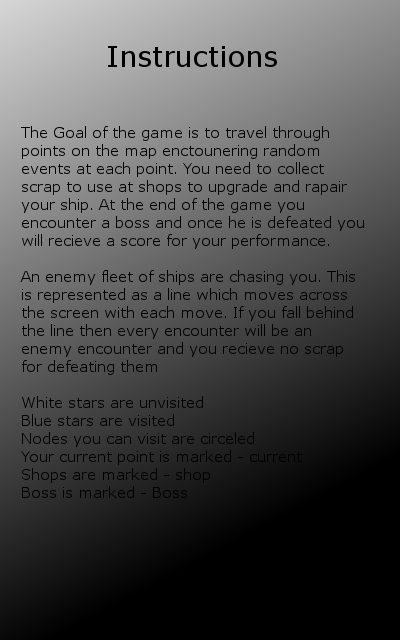 Instructions
The Goal of the game is to travel through
points on the map enctounering random
events at each point. You need to collect
scrap to use at shops to upgrade and rapair
your ship. At the end of the game you
encounter a boss and once he is defeated you
will recieve a score for your performance.
An enemy fleet of ships are chasing you. This
is represented as a line which moves across
the screen with each move. If you fall behind
the line then every encounter will be an
enemy encounter and you recieve no scrap
for defeating them
White stars are unvisited
Blue stars are visited
Nodes you can visit are circeled
Your current point is marked - current
Shops are marked - shop
Boss is marked - Boss